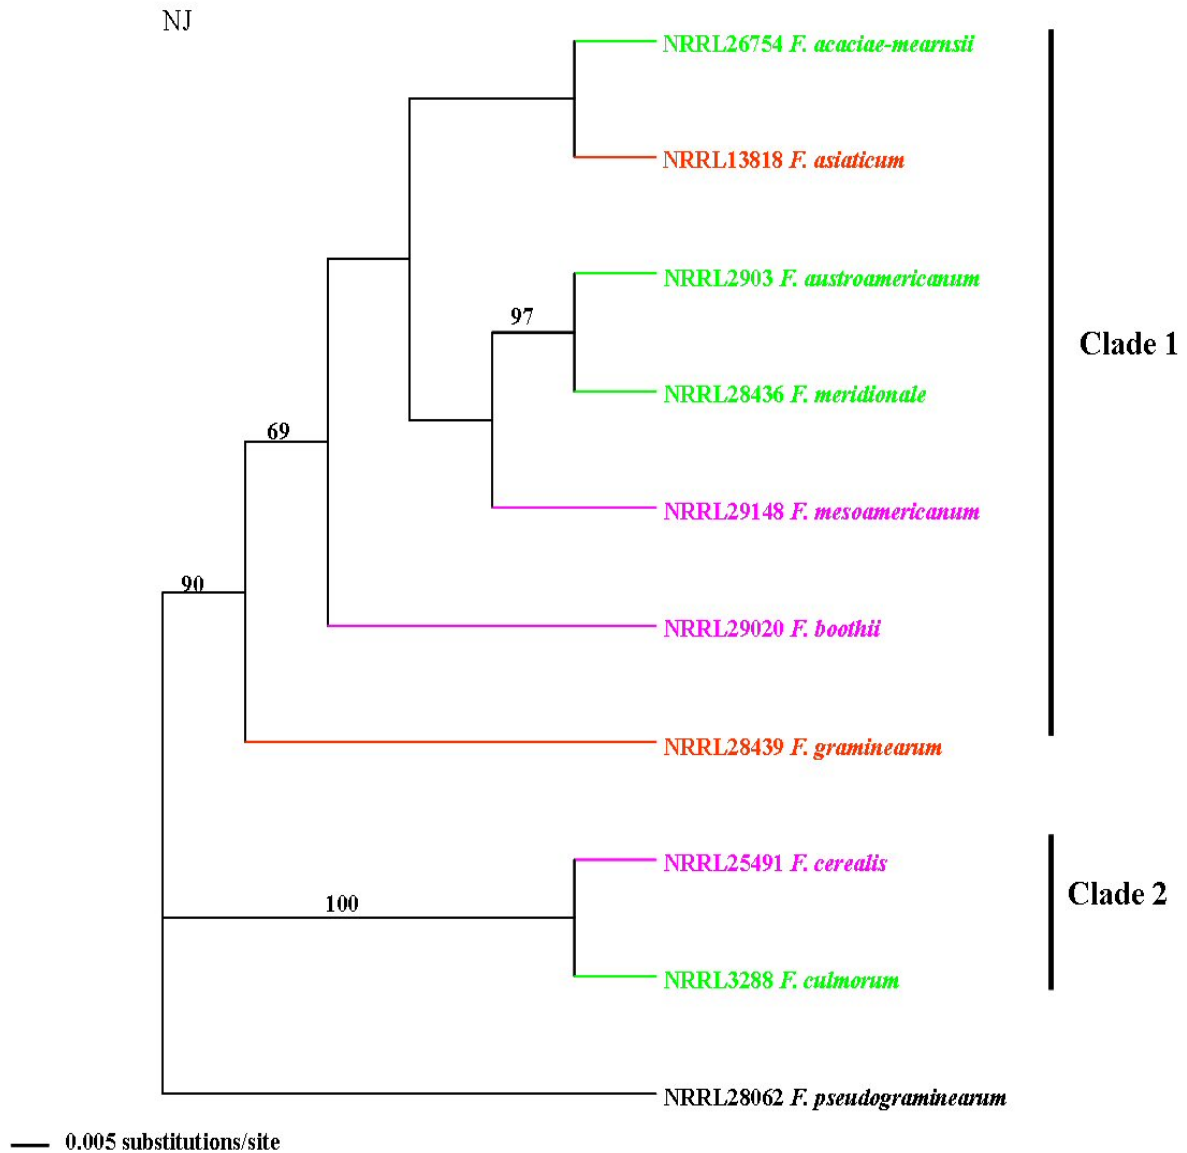 NJ
NRRL26754 F. acaciae-mearnsii
NRRL13818 F. asiaticum
NRRL2903 F. austroamericanum
97
Clade 1
NRRL28436 F. meridionale
69
NRRL29148 F. mesoamericanum
90
NRRL29020 F. boothii
NRRL28439 F. graminearum
NRRL25491 F. cerealis
100
Clade 2
NRRL3288 F. culmorum
NRRL28062 F. pseudograminearum
0.005 substitutions/site